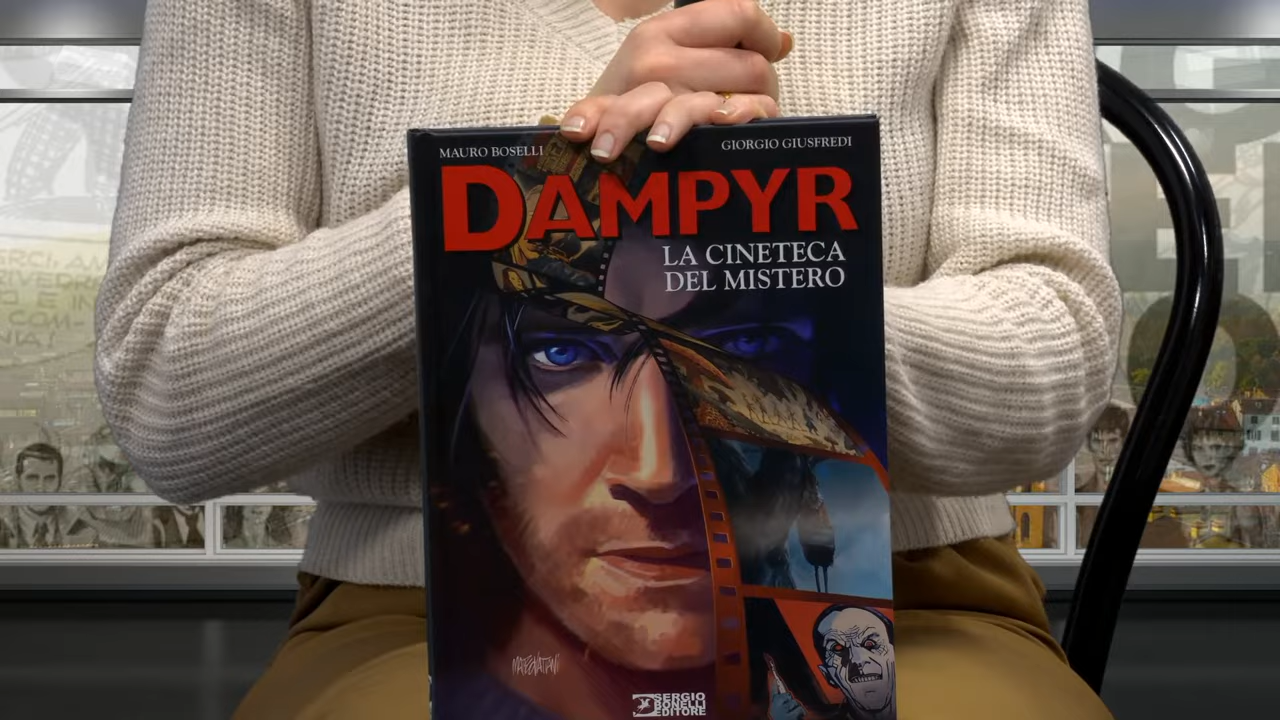 MAURO BOSELLI
GIORGIO GIUSFREDI
DAMPYR
LA CINETECA
DEL MISTERO
SERGIO
BONELLI
EDITORE